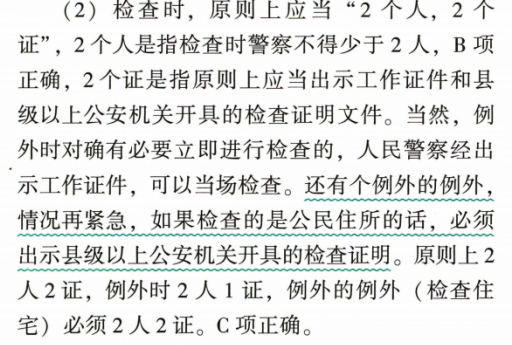 （2）检查时，原则上应当“2 个人，2 个
证”，2 个人是指检查时警察不得少于 2 人，B 项
正确，2 个证是指原则上应当出示工作证件和县
级以上公安机关开具的检查证明文件。当然，例
外时对确有必要立即进行检查的，人民警察经出
示工作证件，可以当场检查。还有个例外的例外，
情况再紧急，如果检查的是公民住所的话，必须
出示县级以上公安机关开具的检查证明。原则上 2
人 2 证，例外时 2 人 1 证，例外的例外（检查住
宅）必须 2 人 2 证。C 项正确。